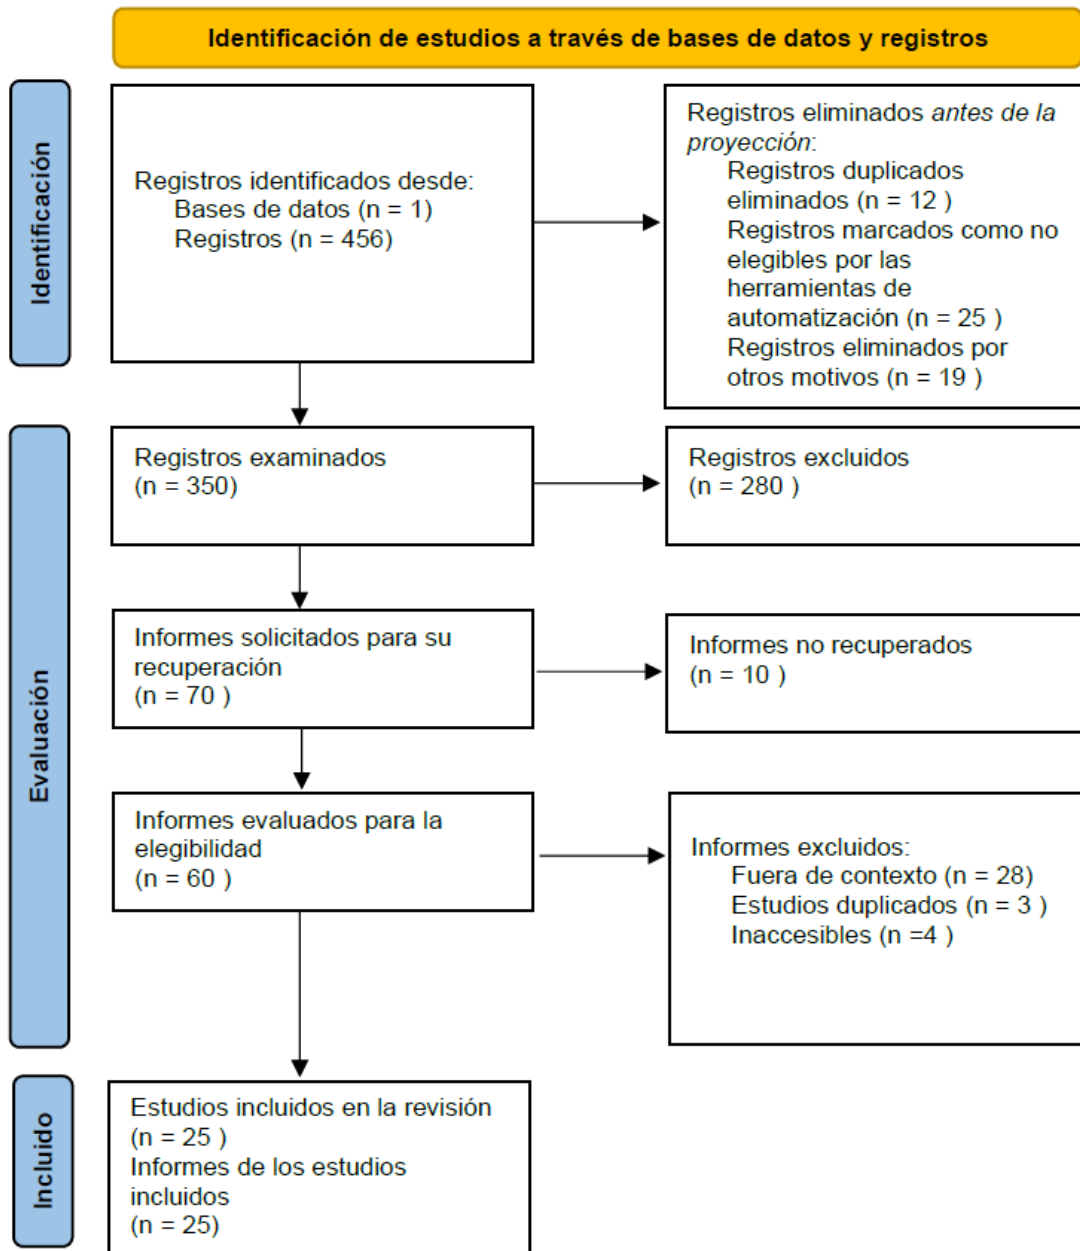 Identificación de estudios a través de bases de datos y registros
Identificación
Registros identificados desde:
Bases de datos (n = 1)
Registros (n = 456)
Registros eliminados antes de la
proyección:
Registros duplicados
eliminados (n = 12 )
Registros marcados como no
elegibles por las
herramientas de
automatización (n = 25 )
Registros eliminados por
otros motivos (n = 19 )
Evaluación
Registros examinados
(n = 350)
Registros excluidos
(n = 280 )
Informes solicitados para su
recuperación
(n = 70 )
Informes no recuperados
(n = 10 )
Informes evaluados para la
elegibilidad
(n = 60 )
Informes excluidos:
Fuera de contexto (n = 28)
Estudios duplicados (n = 3 )
Inaccesibles (n =4 )
Incluido
Estudios incluidos en la revisión
(n = 25 )
Informes de los estudios
incluidos
(n = 25)